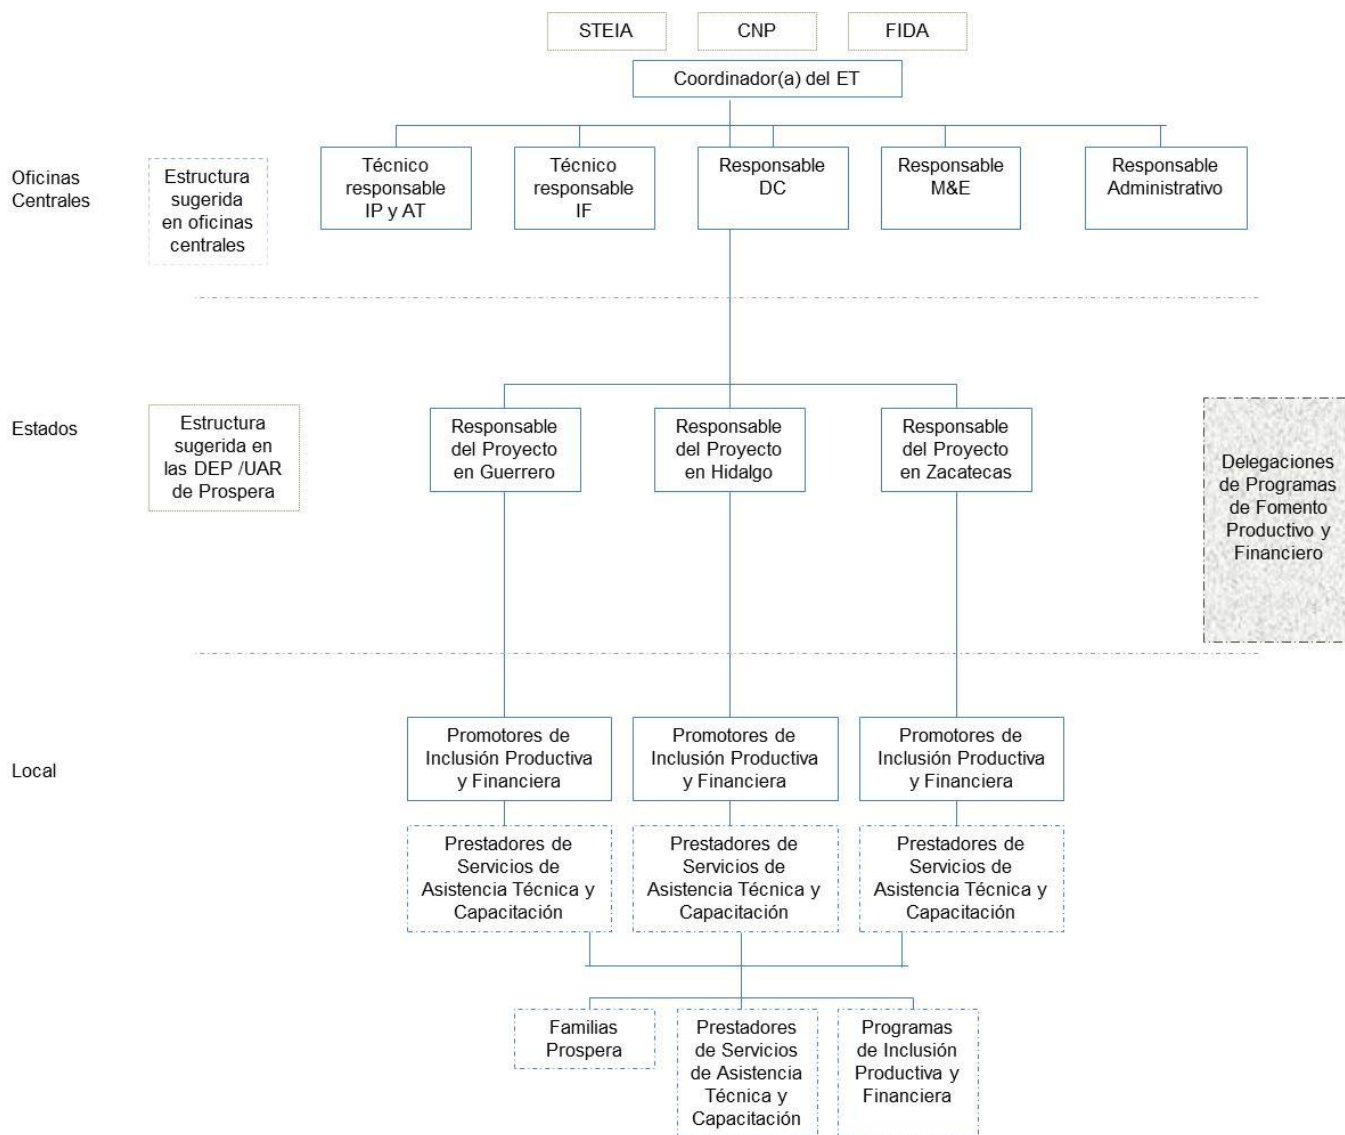 STEIA
CNP
FIDA
Coordinador(a) del ET
Oficinas
Centrales
Estructura
sugerida
en oficinas
centrales
Técnico
responsable
IP y AT
Técnico
responsable
IF
Responsable
DC
Responsable
M&E
Responsable
Administrativo
Estados
Estructura
sugerida en
las DEP /UAR
de Prospera
Responsable
del Proyecto
en Guerrero
Responsable
del Proyecto
en Hidalgo
Responsable
del Proyecto
en Zacatecas
Delegaciones
de Programas
de Fomento
Productivo y
Financiero
Local
Promotores de
Inclusión Productiva
y Financiera
Promotores de
Inclusión Productiva
y Financiera
Promotores de
Inclusión Productiva
y Financiera
Prestadores de
Servicios de
Asistencia Técnica y
Capacitación
Prestadores de
Servicios de
Asistencia Técnica y
Capacitación
Prestadores de
Servicios de
Asistencia Técnica y
Capacitación
Familias
Prospera
Prestadores
de Servicios
de Asistencia
Técnica y
Capacitación
Programas
de Inclusión
Productiva y
Financiera